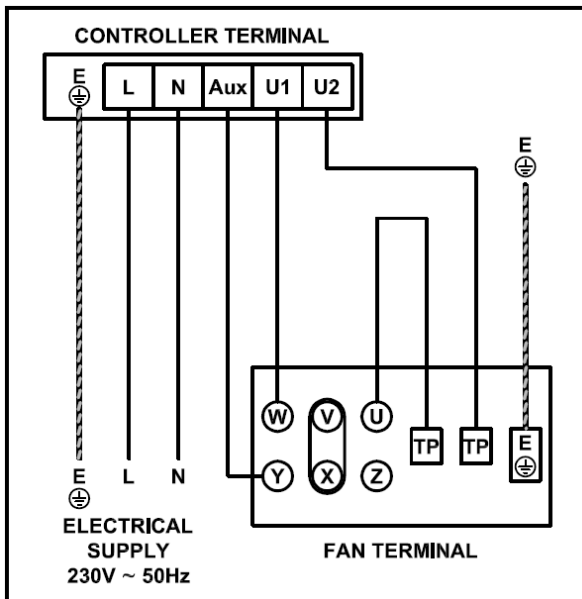 CONTROLLER TERMINAL
E L N Aux U1 U2
E
W V U
TP TP E
Y X Z
E L N
ELECTRICAL
SUPPLY
230V ~ 50Hz
FAN TERMINAL